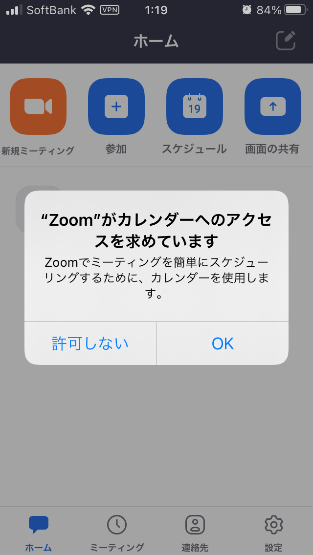 SoftBank VPN 1:19 84%
ホーム
19
新規ミーティング 参加 スケジュール 画面の共有
“Zoom”がカレンダーへのアクセ
スを求めています
Zoomでミーティングを簡単にスケジュー
リングするために、カレンダーを使用しま
す。
許可しない OK
ホーム ミーティング 連絡先 設定